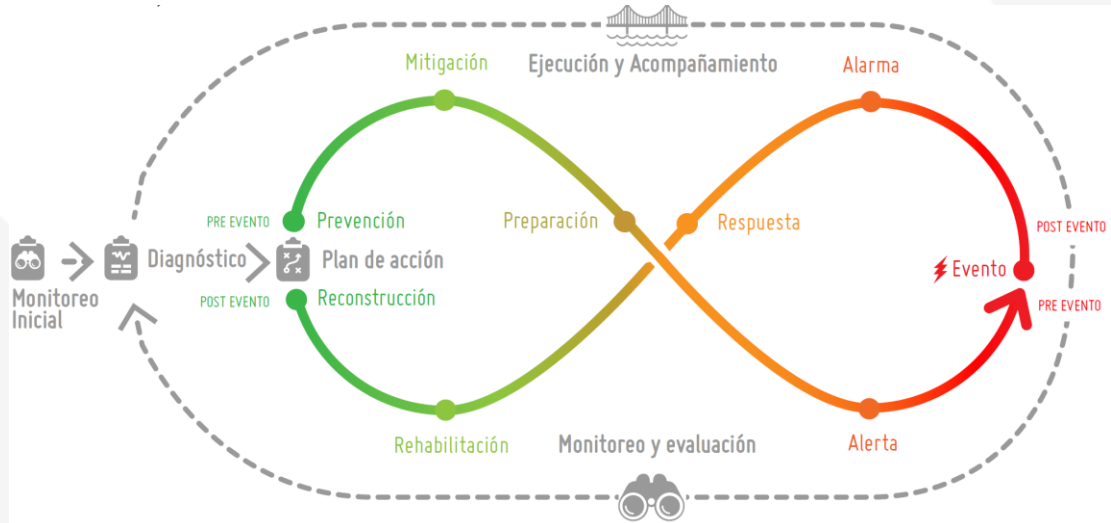 Mitigación
Ejecución y Acompañamiento
Alarma
PRE EVENTO
Prevención
Preparación
Respuesta
POST EVENTO
Monitoreo
Inicial
Diagnóstico
Plan de acción
Evento
POST EVENTO
Reconstrucción
PRE EVENTO
Rehabilitación
Monitoreo y evaluación
Alerta